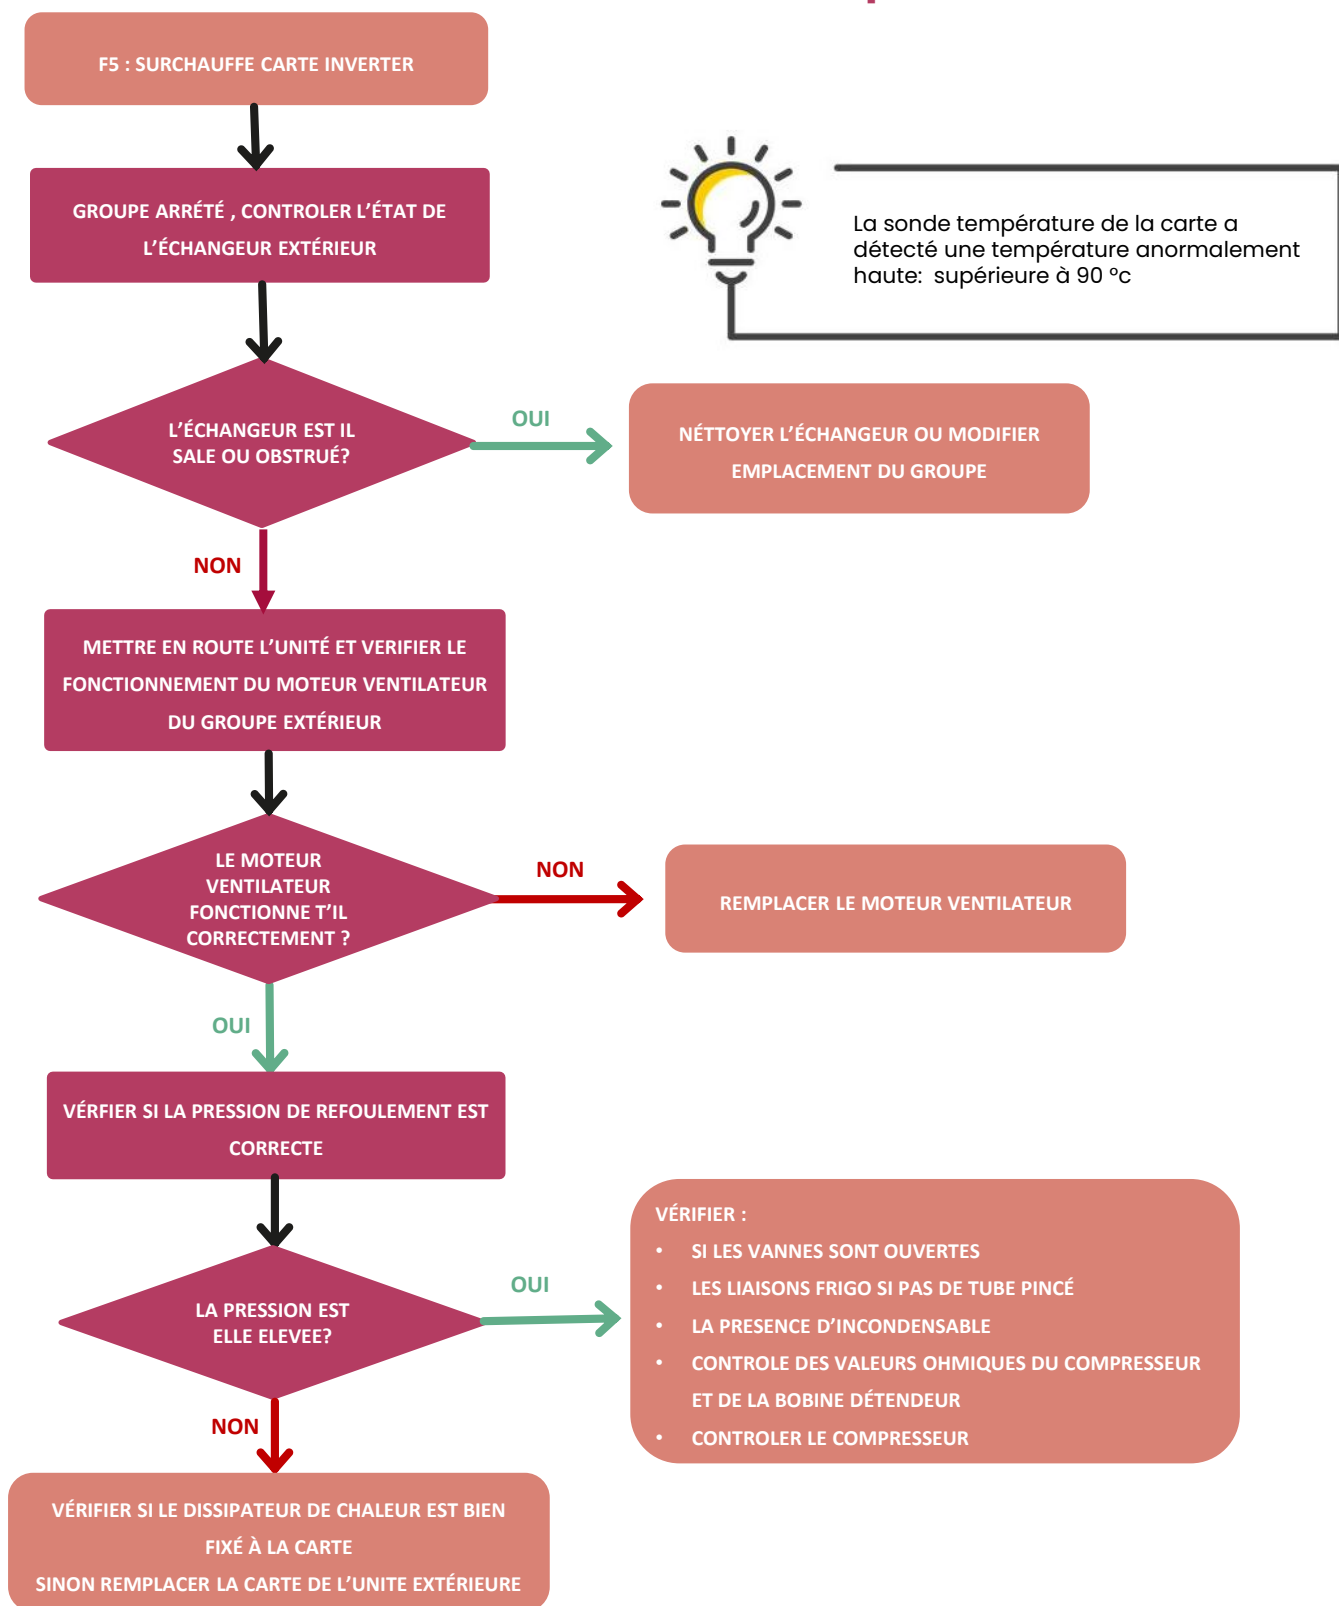 F5 : SURCHAUFFE CARTE INVERTER
GROUPE ARRÉTÉ , CONTROLER L'ÉTAT DE
L'ÉCHANGEUR EXTÉRIEUR
La sonde température de la carte a
détecté une température anormalement
haute: supérieure à 90 °c
L'ÉCHANGEUR EST IL
SALE OU OBSTRUÉ?
OUI
NÉTTOYER L'ÉCHANGEUR OU MODIFIER
EMPLACEMENT DU GROUPE
NON
METTRE EN ROUTE L'UNITÉ ET VERIFIER LE
FONCTIONNEMENT DU MOTEUR VENTILATEUR
DU GROUPE EXTÉRIEUR
LE MOTEUR
VENTILATEUR
FONCTIONNE T'IL
CORRECTEMENT ?
NON
REMPLACER LE MOTEUR VENTILATEUR
OUI
VÉRFIER SI LA PRESSION DE REFOULEMENT EST
CORRECTE
LA PRESSION EST
ELLE ELEVEE?
OUI
VÉRIFIER :
• SI LES VANNES SONT OUVERTES
• LES LIAISONS FRIGO SI PAS DE TUBE PINCÉ
• LA PRESENCE D'INCONDENSABLE
• CONTROLE DES VALEURS OHMIQUES DU COMPRESSEUR
ET DE LA BOBINE DÉTENDEUR
• CONTROLER LE COMPRESSEUR
NON
VÉRIFIER SI LE DISSIPATEUR DE CHALEUR EST BIEN
FIXÉ À LA CARTE
SINON REMPLACER LA CARTE DE L'UNITE EXTÉRIEURE